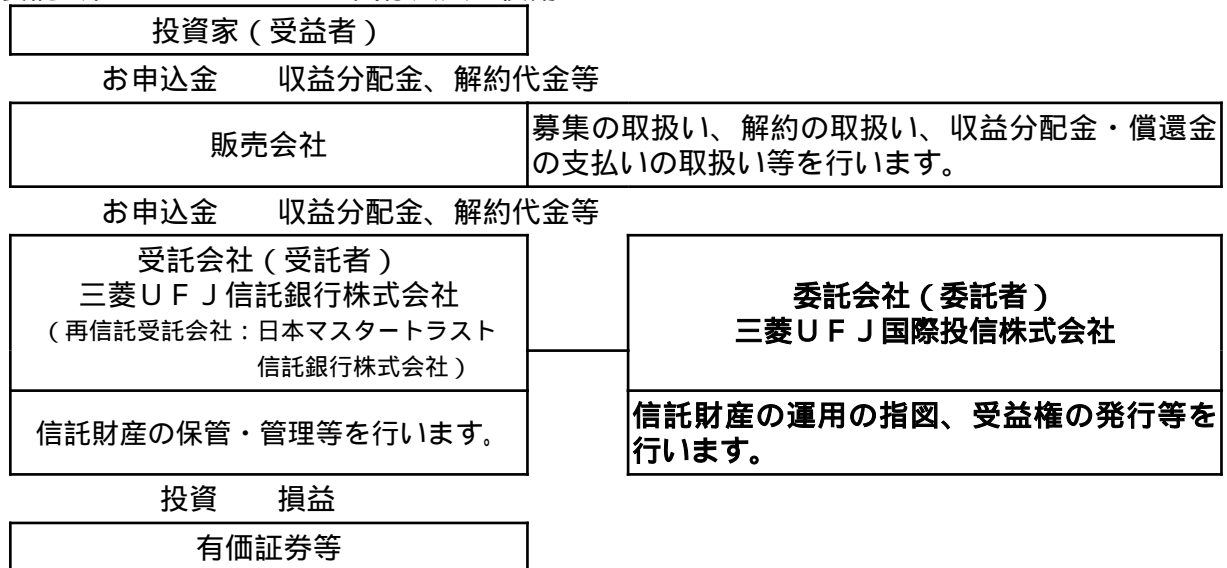 投資家（受益者）
お申込金　　収益分配金、解約代金等
販売会社
募集の取扱い、解約の取扱い、収益分配金・償還金
の支払いの取扱い等を行います。
お申込金　　収益分配金、解約代金等
受託会社（受託者）
三菱ＵＦＪ信託銀行株式会社
（再信託受託会社：日本マスタートラスト
信託銀行株式会社）
委託会社（委託者）
三菱ＵＦＪ国際投信株式会社
信託財産の保管・管理等を行います。
信託財産の運用の指図、受益権の発行等を
行います。
投資　　損益
有価証券等